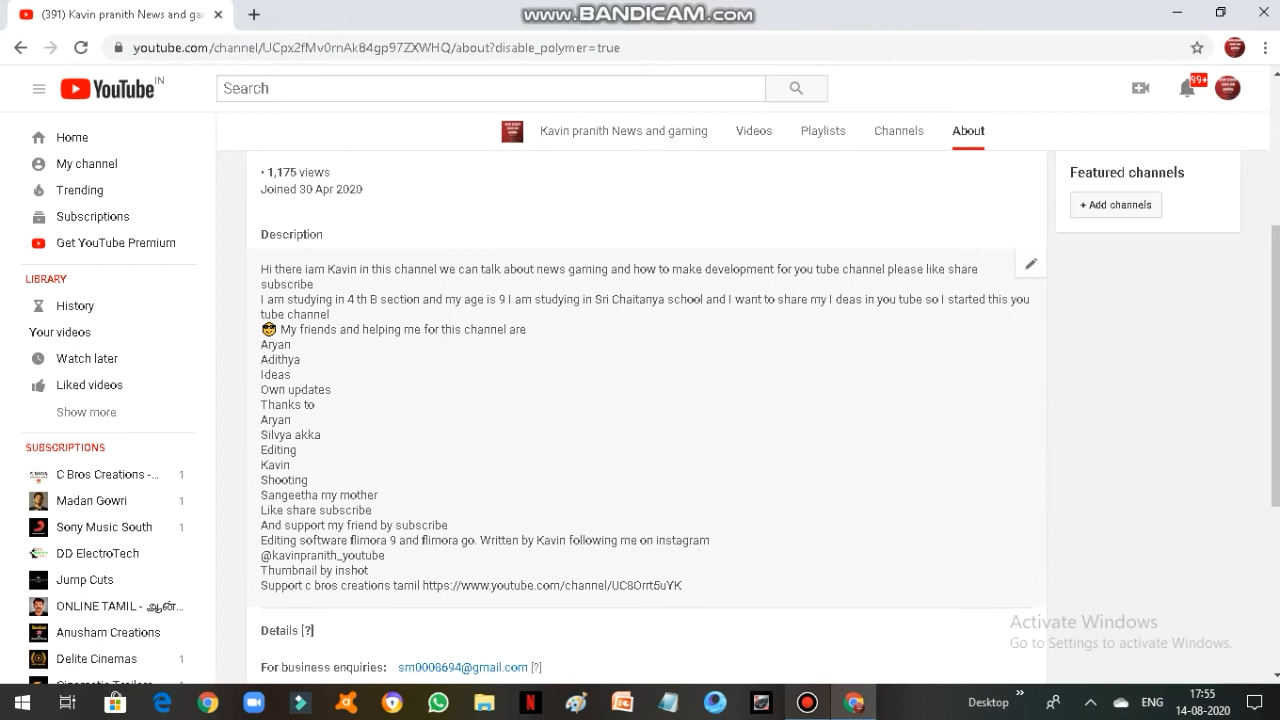 www.BANDICAM.com
(391) Kavin pranith News and gar
youtube.com/channel/UCpx2fMv0rnAk84gp97ZXWHQ/about?disable_polymer=true
YouTube IN
Search
99+
Home
My channel
Trending
Subscriptions
Get YouTube Premium
LIBRARY
History
Your videos
Watch later
Liked videos
Show more
SUBSCRIPTIONS
C Bros Creations -... 1
Madan Gowri 1
Sony Music South 1
DD ElectroTech
Jump Cuts
ONLINE TAMIL - ஆன்...
Anusham Creations
Delite Cinemas 1
Kavin pranith News and gaming Videos Playlists Channels About
• 1,175 views
Joined 30 Apr 2020
Description
Hi there iam Kavin in this channel we can talk about news gaming and how to make development for you tube channel please like share
subscribe
I am studying in 4 th B section and my age is 9 I am studying in Sri Chaitanya school and I want to share my I deas in you tube so I started this you
tube channel
My friends and helping me for this channel are
Aryan
Adithya
Ideas
Own updates
Thanks to
Aryan
Silvya akka
Editing
Kavin
Shooting
Sangeetha my mother
Like share subscribe
And support my friend by subscribe
Editing software flimora 9 and flimora go. Written by Kavin following me on instagram
@kavinpranith_youtube
Thumbnail by inshot
Support c bros creations tamil https://www.youtube.com/channel/UC8Orrt5uYK
Details [?]
For business enquiries: sm0008694@gmail.com [?]
Featured channels
+ Add channels
Activate Windows
Go to Settings to activate Windows.
Desktop
ENG
17:55
14-08-2020